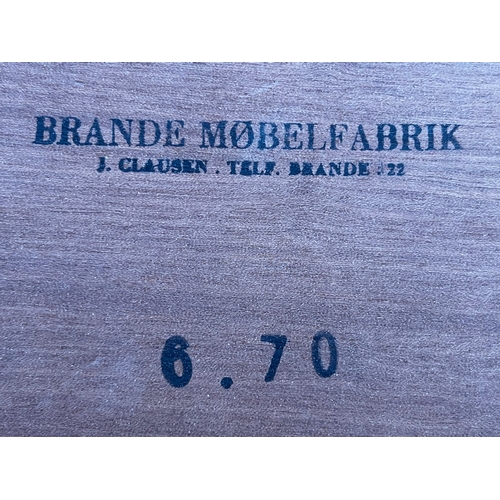 BRANDE MØBELFABRIK
J. CLAUSEN . TELF. BRANDE 22
6.70